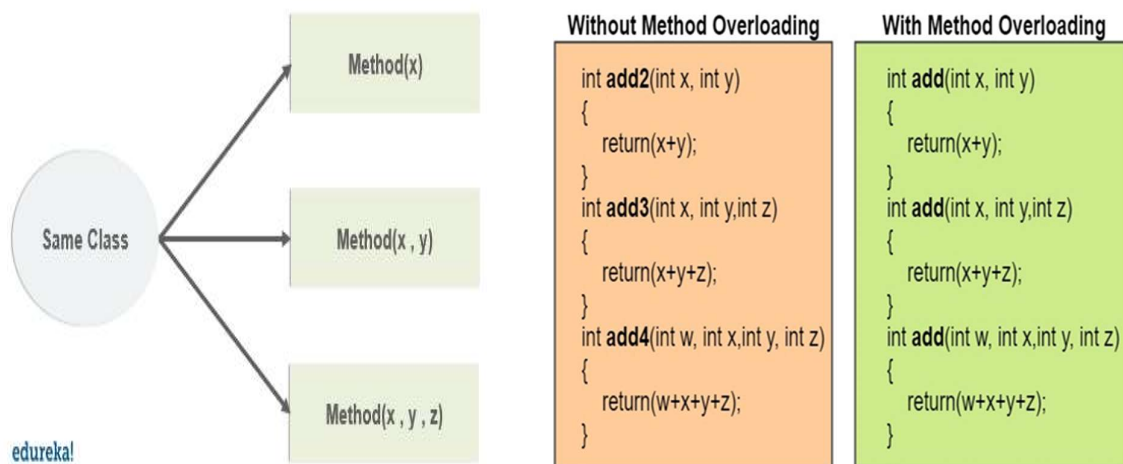 Same Class
Method(x)
Method(x , y)
Method(x , y , z)
edureka!
Without Method Overloading
int add2(int x, int y)
{
return(x+y);
}
int add3(int x, int y,int z)
{
return(x+y+z);
}
int add4(int w, int x,int y, int z)
{
return(w+x+y+z);
}
With Method Overloading
int add(int x, int y)
{
return(x+y);
}
int add(int x, int y,int z)
{
return(x+y+z);
}
int add(int w, int x,int y, int z)
{
return(w+x+y+z);
}